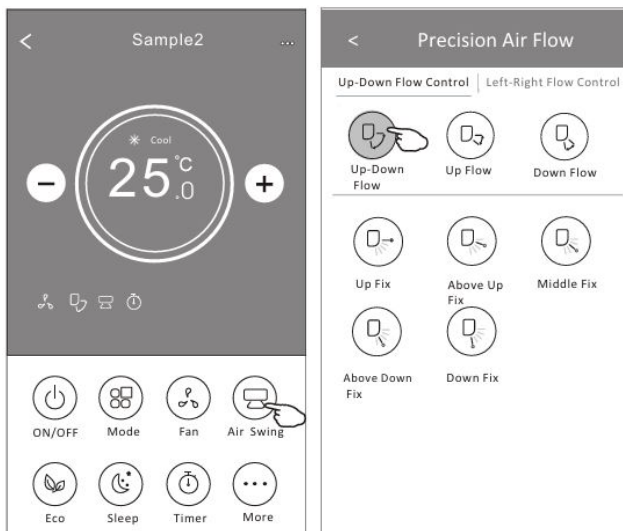 < Sample2 ...
Cool
25.0 °C
− +
ON/OFF Mode Fan Air Swing
Eco Sleep Timer More
< Precision Air Flow
Up-Down Flow Control | Left-Right Flow Control
Up-Down Up Flow Down Flow
Flow
Up Fix Above Up Middle Fix
Fix
Above Down Down Fix
Fix